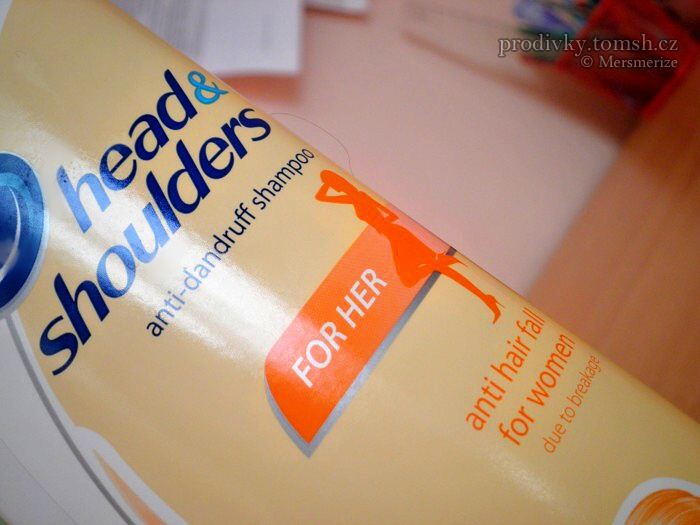 prodivky.tomsh.cz
© Mersmerize
head &
shoulders
anti-dandruff shampoo
FOR HER
anti hair fall
for women
due to breakage